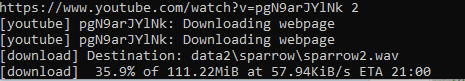 https://www.youtube.com/watch?v=pgN9arJYlNk 2
[youtube] pgN9arJYlNk: Downloading webpage
[youtube] pgN9arJYlNk: Downloading webpage
[download] Destination: data2\sparrow\sparrow2.wav
[download]  35.9% of 111.22MiB at 57.94KiB/s ETA 21:00